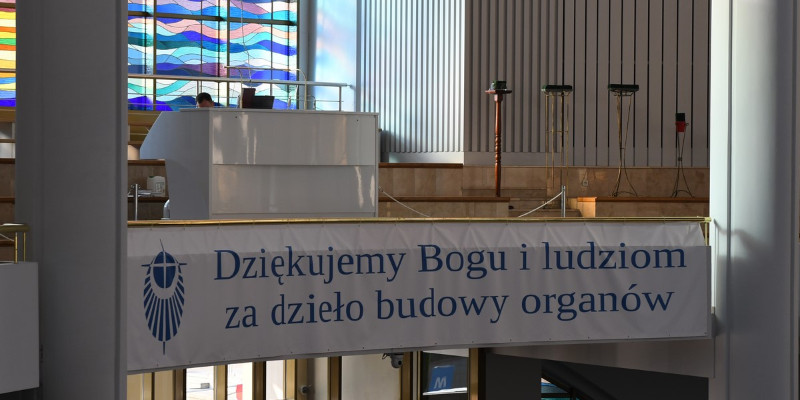 Dziękujemy Bogu i ludziom
za dzieło budowy organów
M